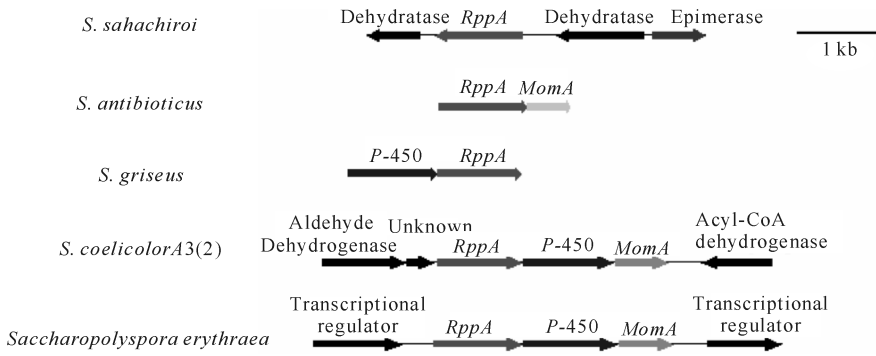 S. sahachiroi Dehydratase RppA Dehydratase Epimerase
1 kb
S. antibioticus RppA MomA
S. griseus P-450 RppA
Aldehyde Acyl-CoA
Unknown
S. coelicolorA3(2) Dehydrogenase RppA P-450 MomA dehydrogenase
Transcriptional Transcriptional
Saccharopolyspora erythraea regulator RppA P-450 MomA regulator